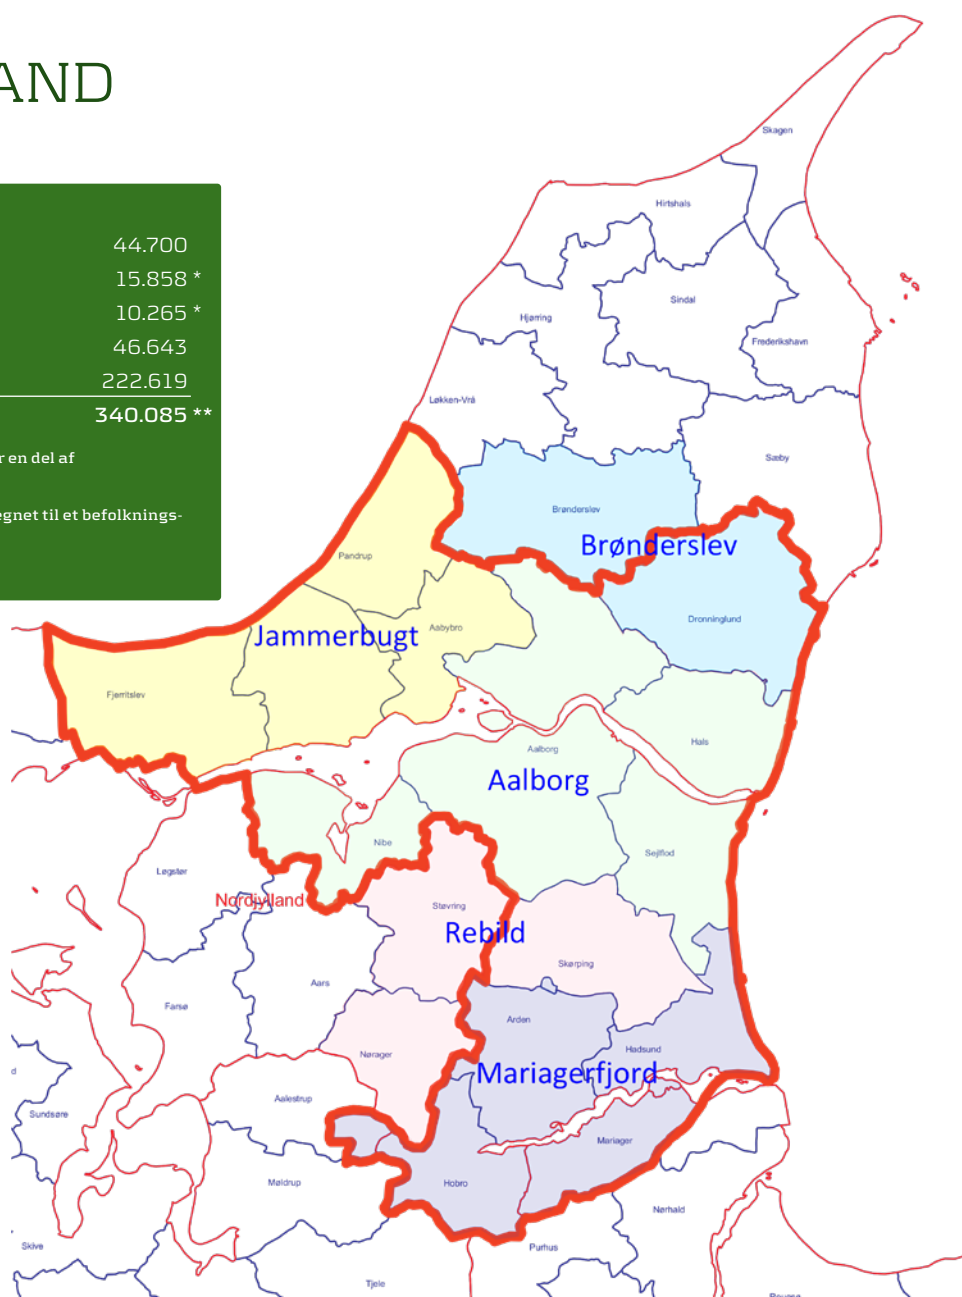 AND
44.700
15.858 *
10.265 *
46.643
222.619
340.085 **
r en del af
egnet til et befolknings-
Skagen
Hirtshals
Sindal
Hjørring
Frederikshavn
Løkken-Vrå
Sæby
Brønderslev
Brønderslev
Pandrup
Dronninglund
Aabybro
Jammerbugt
Fjerritslev
Hals
Aalborg
Aalborg
Nibe
Sejlflod
Løgstør
Nordjylland
Støvring
Rebild
Skørping
Aars
Farsø
Arden
Hadsund
Nørager
d
Mariagerfjord
Aalestrup
Sundsøre
Mariager
Møldrup
Hobro
Nørhald
Skive
Purhus
Tjele